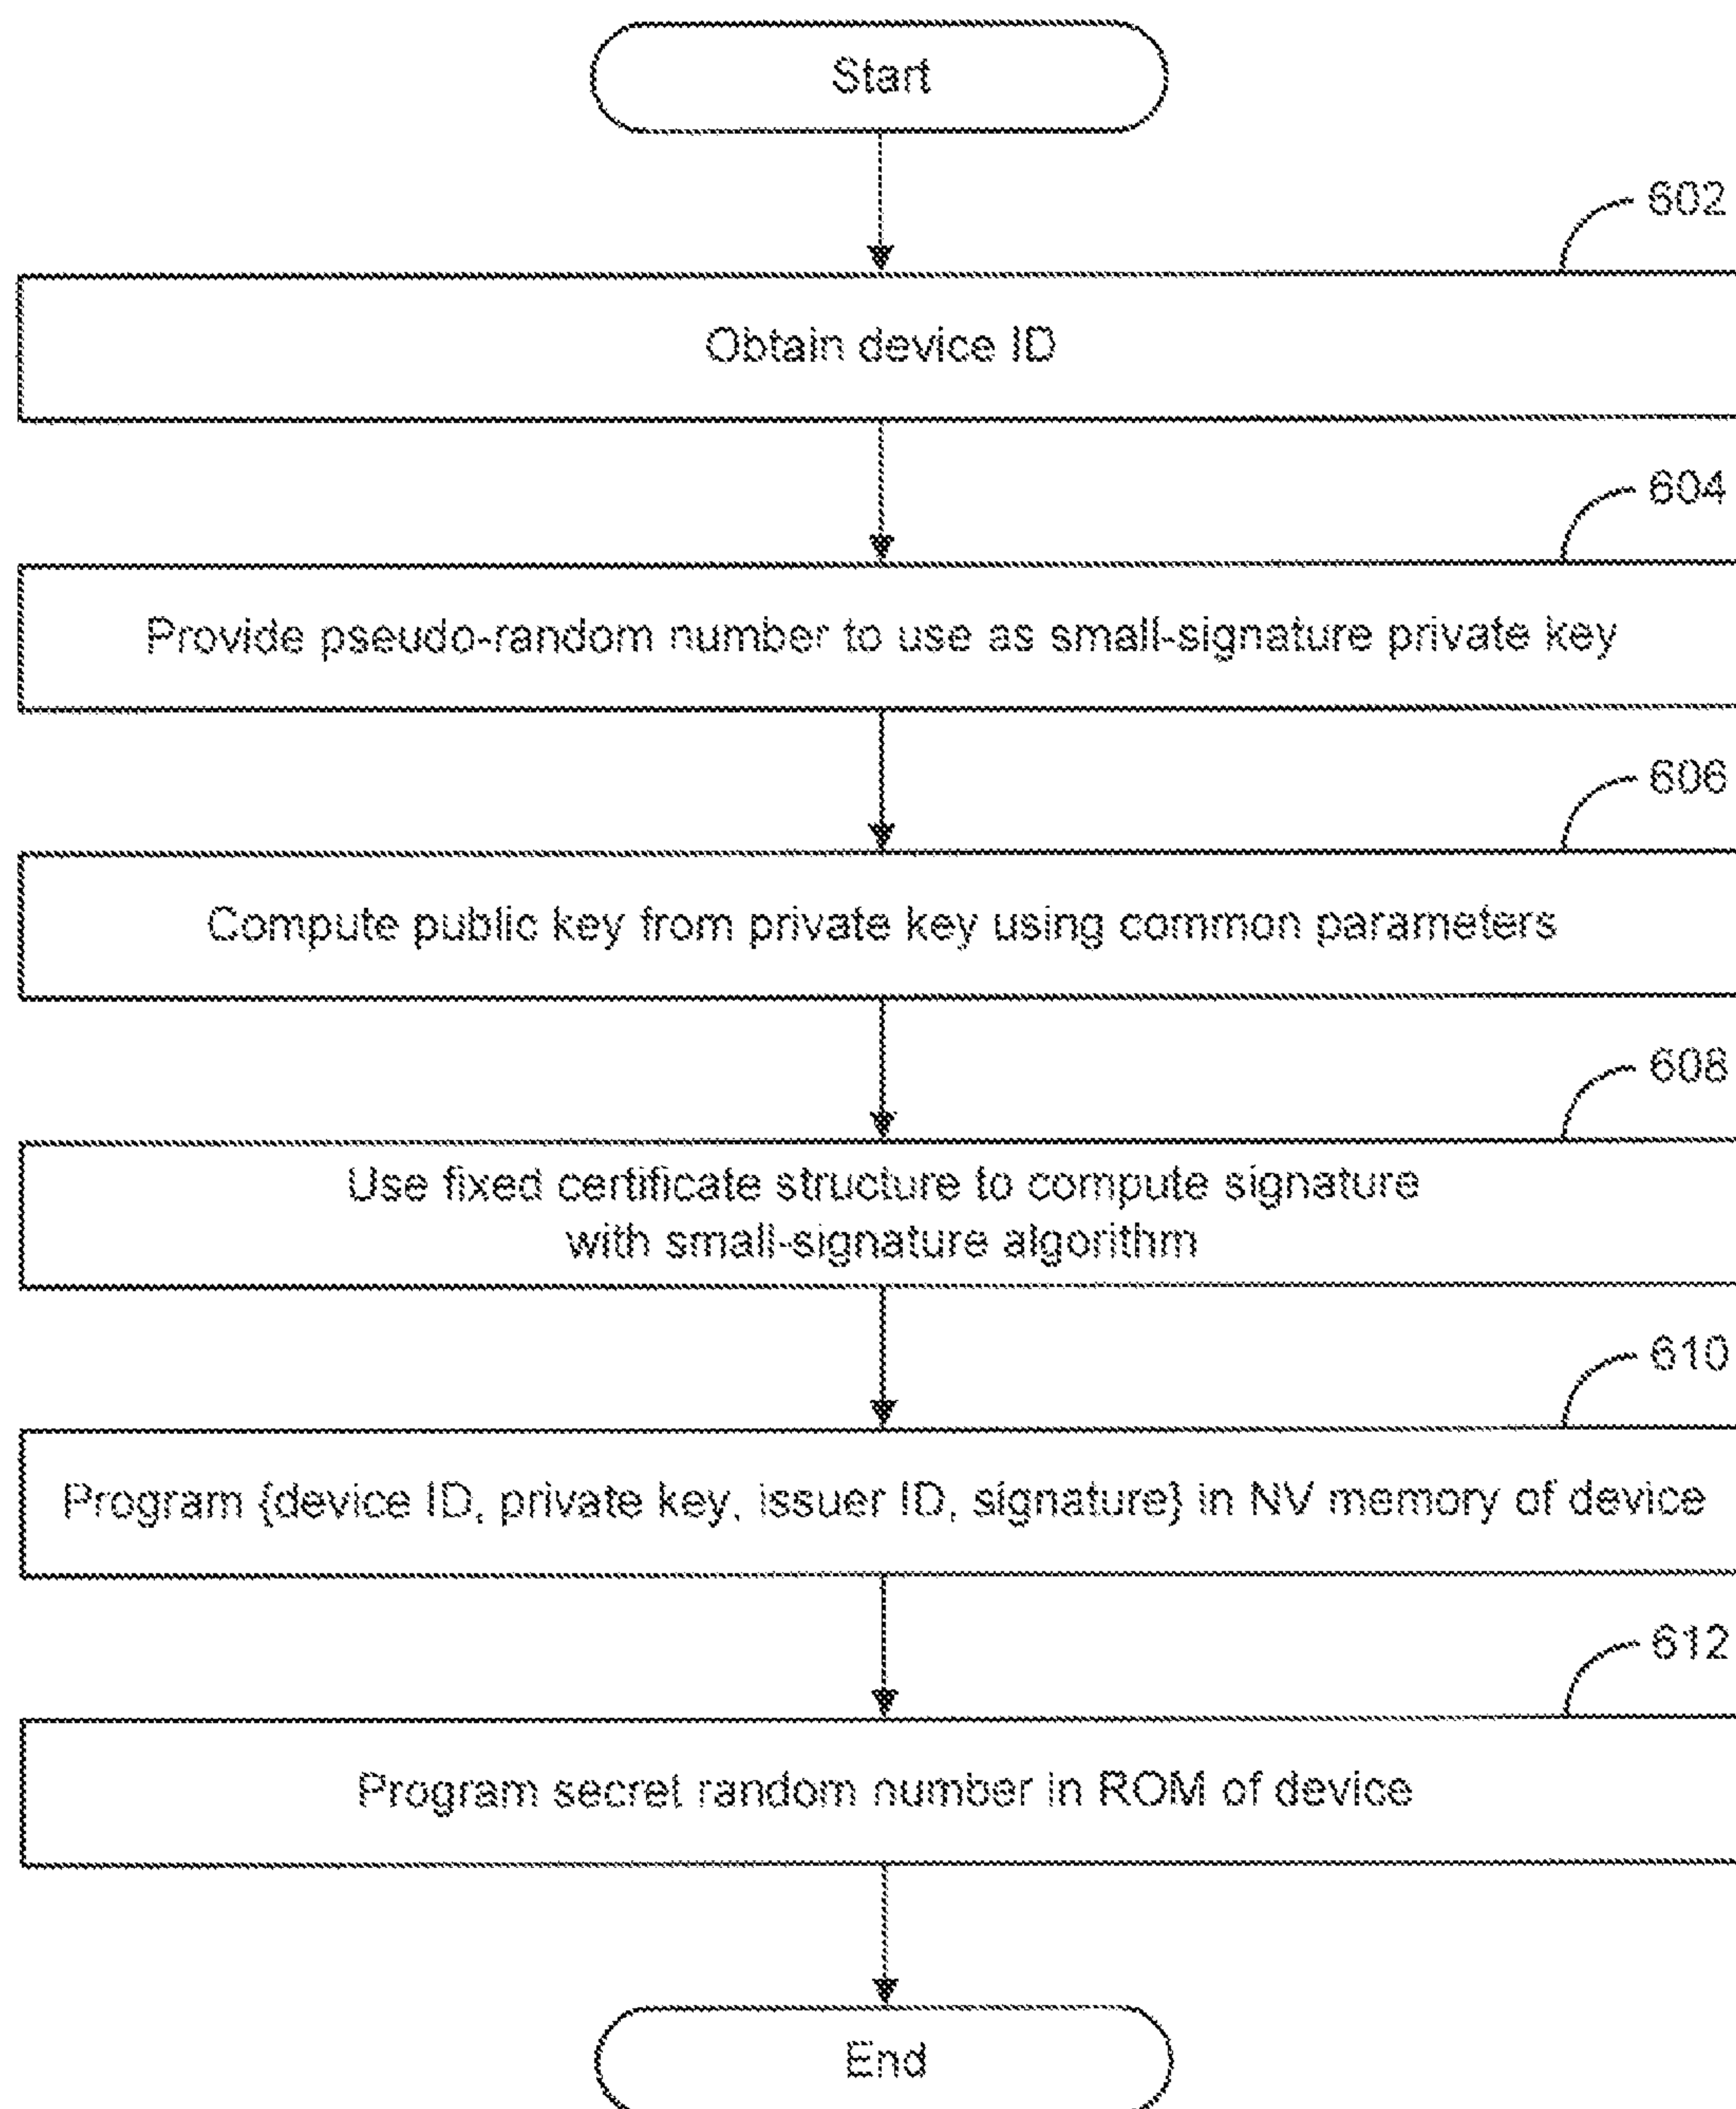 Start
602
Obtain device ID
604
Provide pseudo-random number to use as small-signature private key
606
Compute public key from private key using common parameters
608
Use fixed certificate structure to compute signature
with small-signature algorithm
610
Program {device ID, private key, issuer ID, signature} in NV memory of device
612
Program secret random number in ROM of device
End